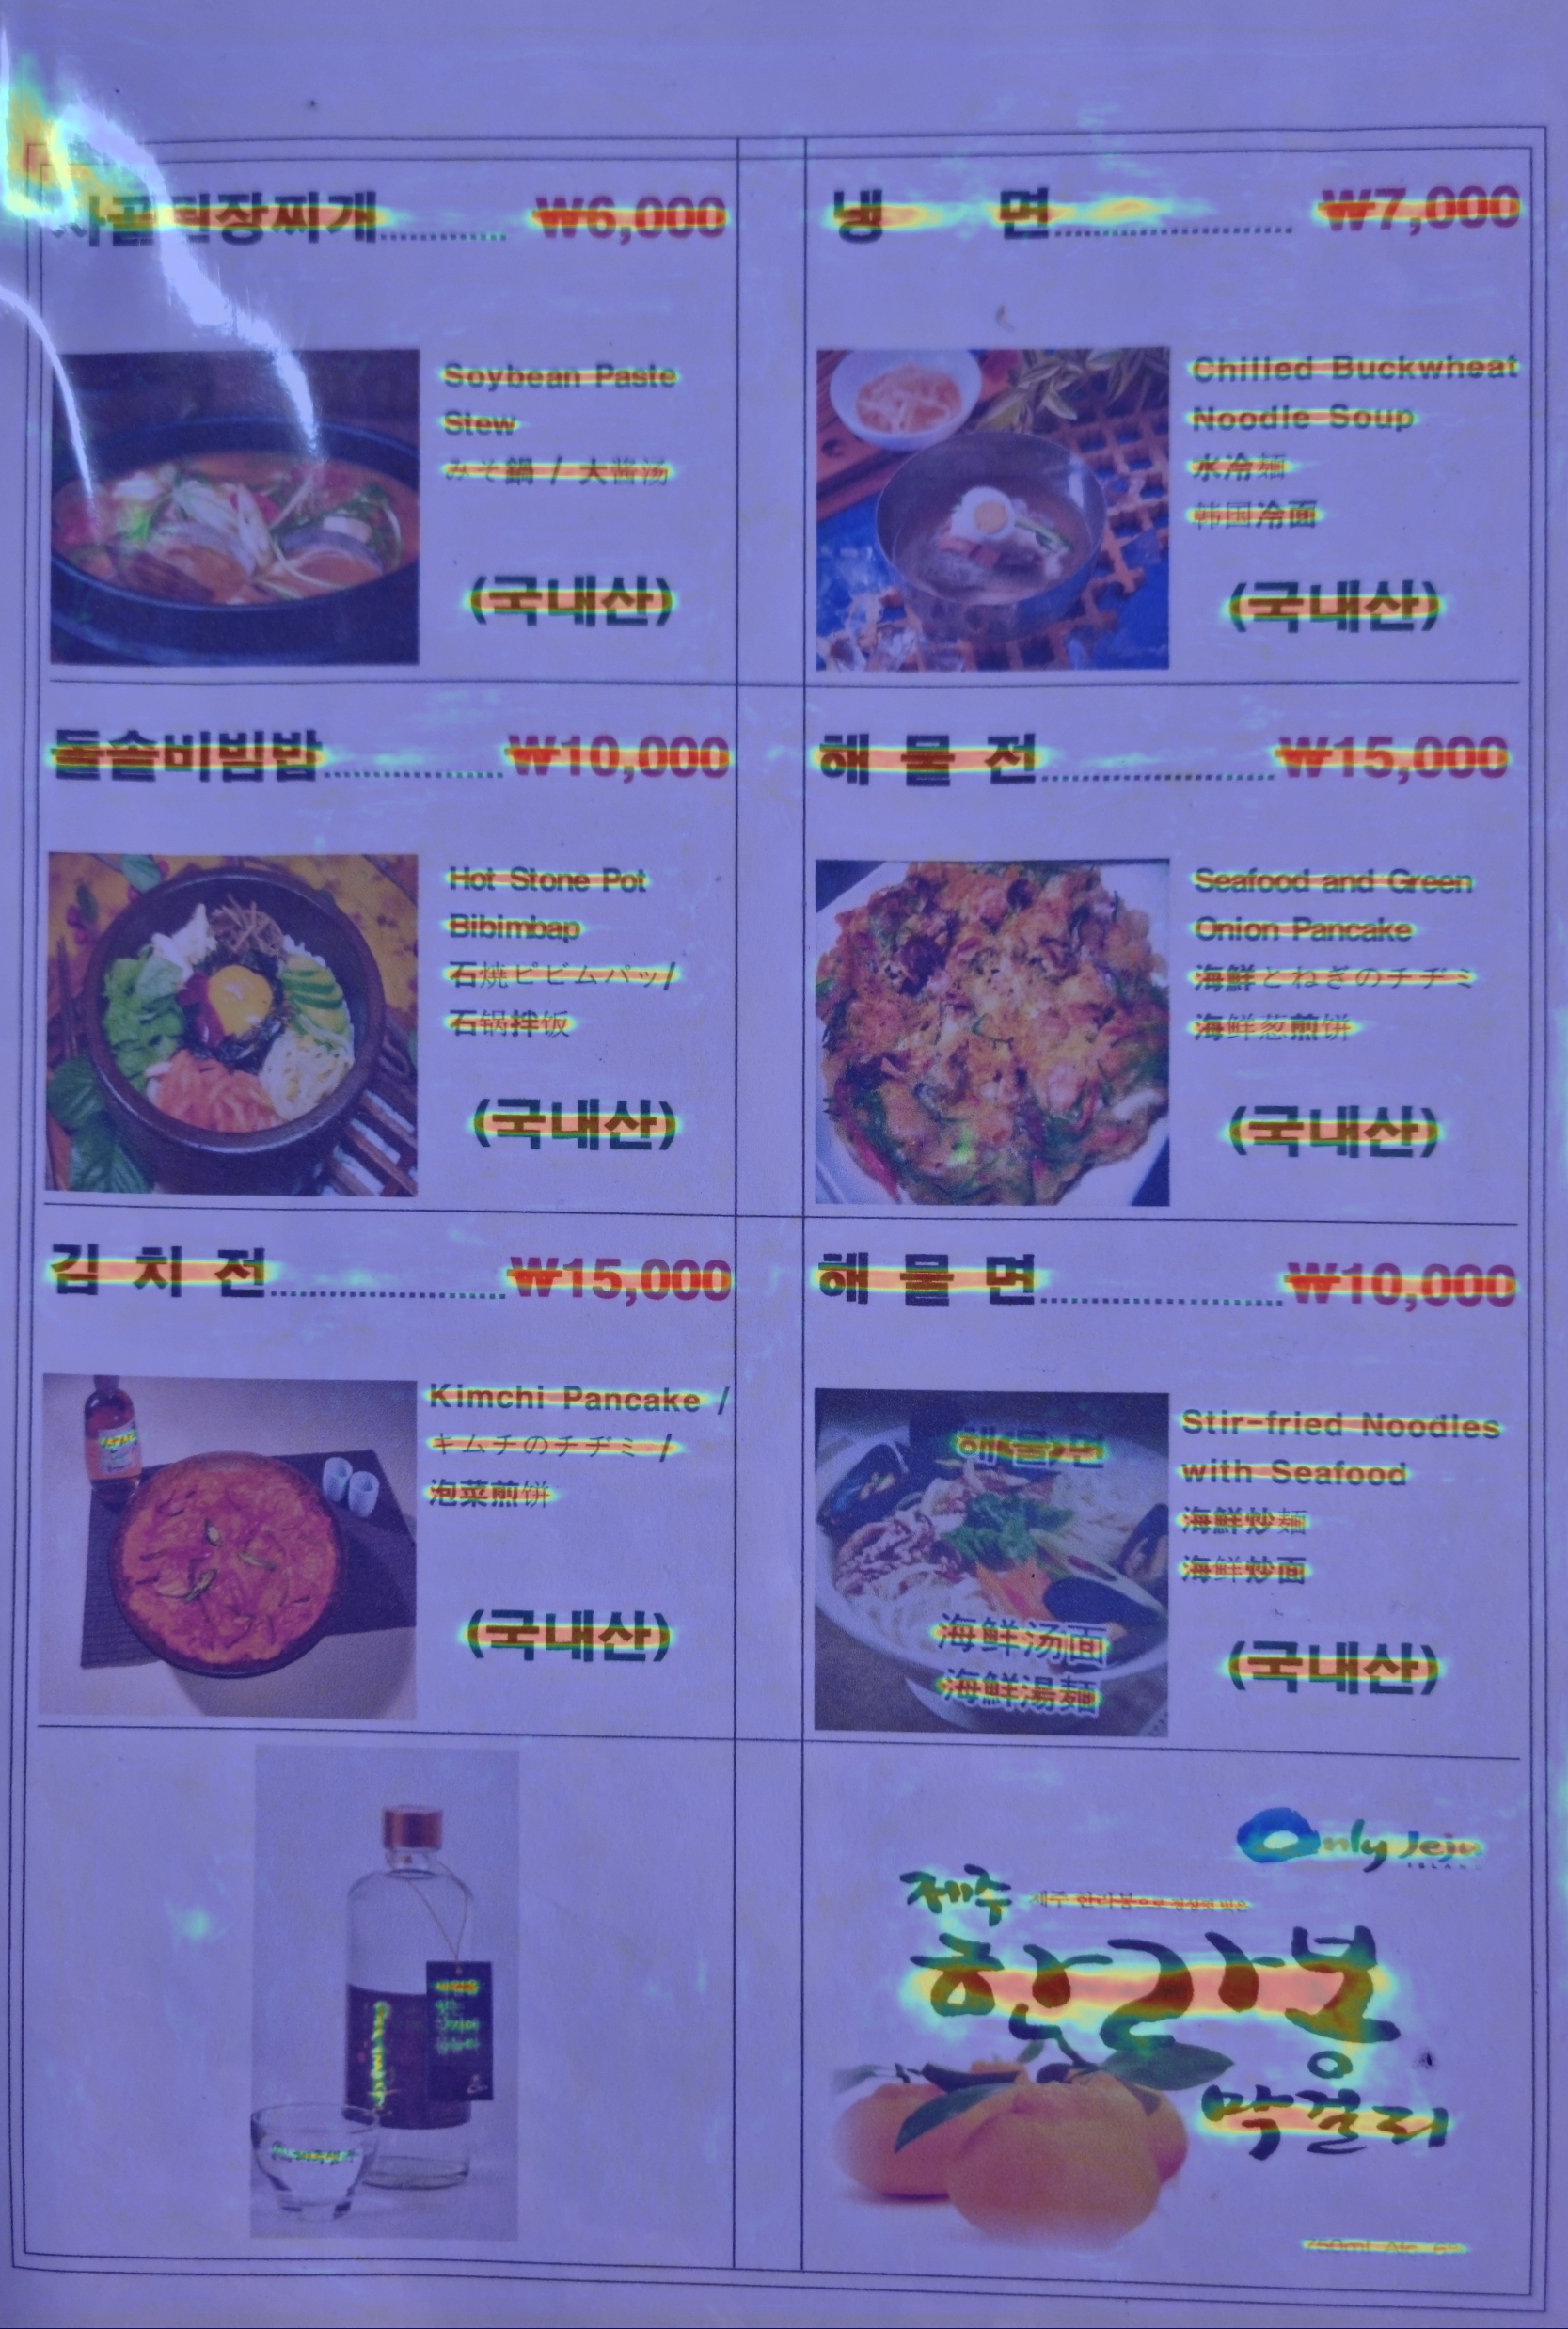 사골된장찌개............ ₩6,000
Soybean Paste
Stew
みそ鍋 / 大醬汤
(국내산)
냉 면.................... ₩7,000
Chilled Buckwheat
Noodle Soup
水冷麺
韩国冷面
(국내산)
돌솥비빔밥...............₩10,000
Hot Stone Pot
Bibimbap
石焼ピビムパッ/
石锅拌饭
(국내산)
해 물 전....................₩15,000
Seafood and Green
Onion Pancake
海鮮とねぎのチヂミ
海鲜葱煎饼
(국내산)
김 치 전....................₩15,000
Kimchi Pancake /
キムチのチヂミ /
泡菜煎饼
(국내산)
해 물 면....................₩10,000
해물면
海鲜汤面
海鮮湯麺
Stir-fried Noodles
with Seafood
海鮮炒麺
海鲜炒面
(국내산)
Only Jeju
ISLAND
제주
한라봉
막걸리
750ml Alc. 6%